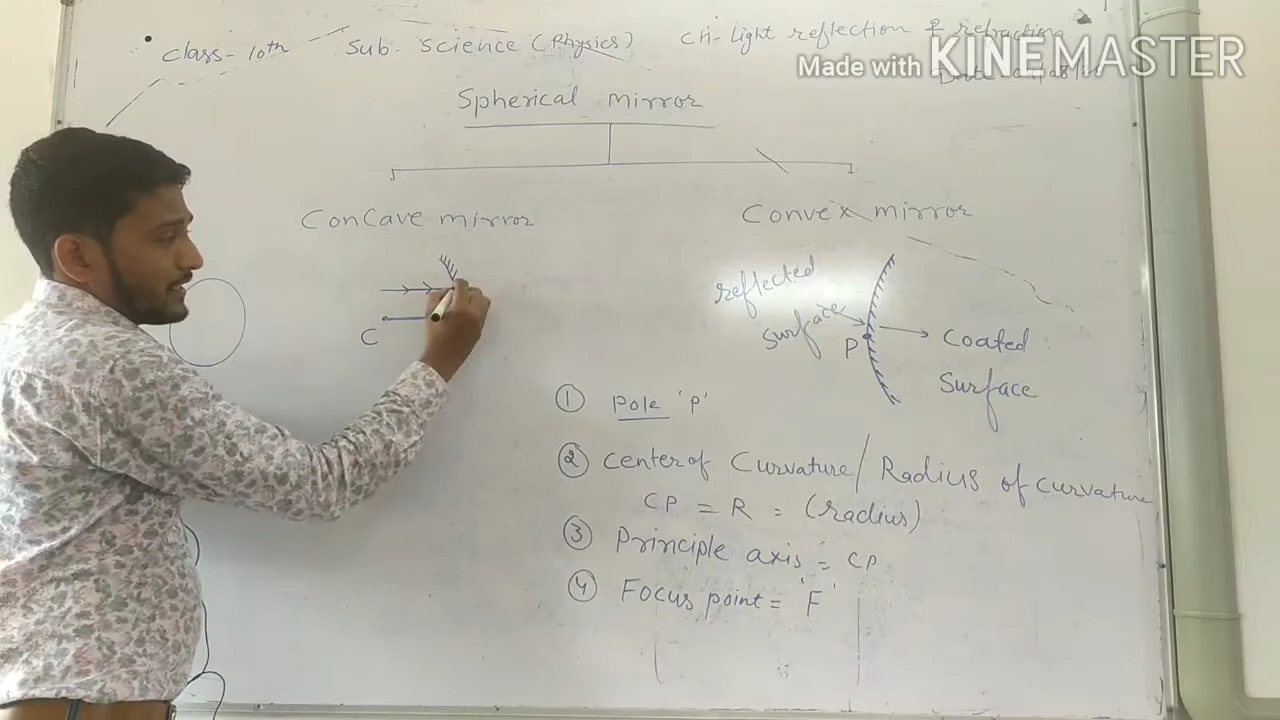 Class-10th Sub. Science (Physics) CH-Light reflection & refraction
Made with KINEMASTER
Date
Spherical mirror
Concave mirror
Convex mirror
reflected
surface
C
P
Coated
Surface
① Pole 'P'
② Center of Curvature / Radius of Curvature
CP = R = (radius)
③ Principle axis = CP
④ Focus point = 'F'